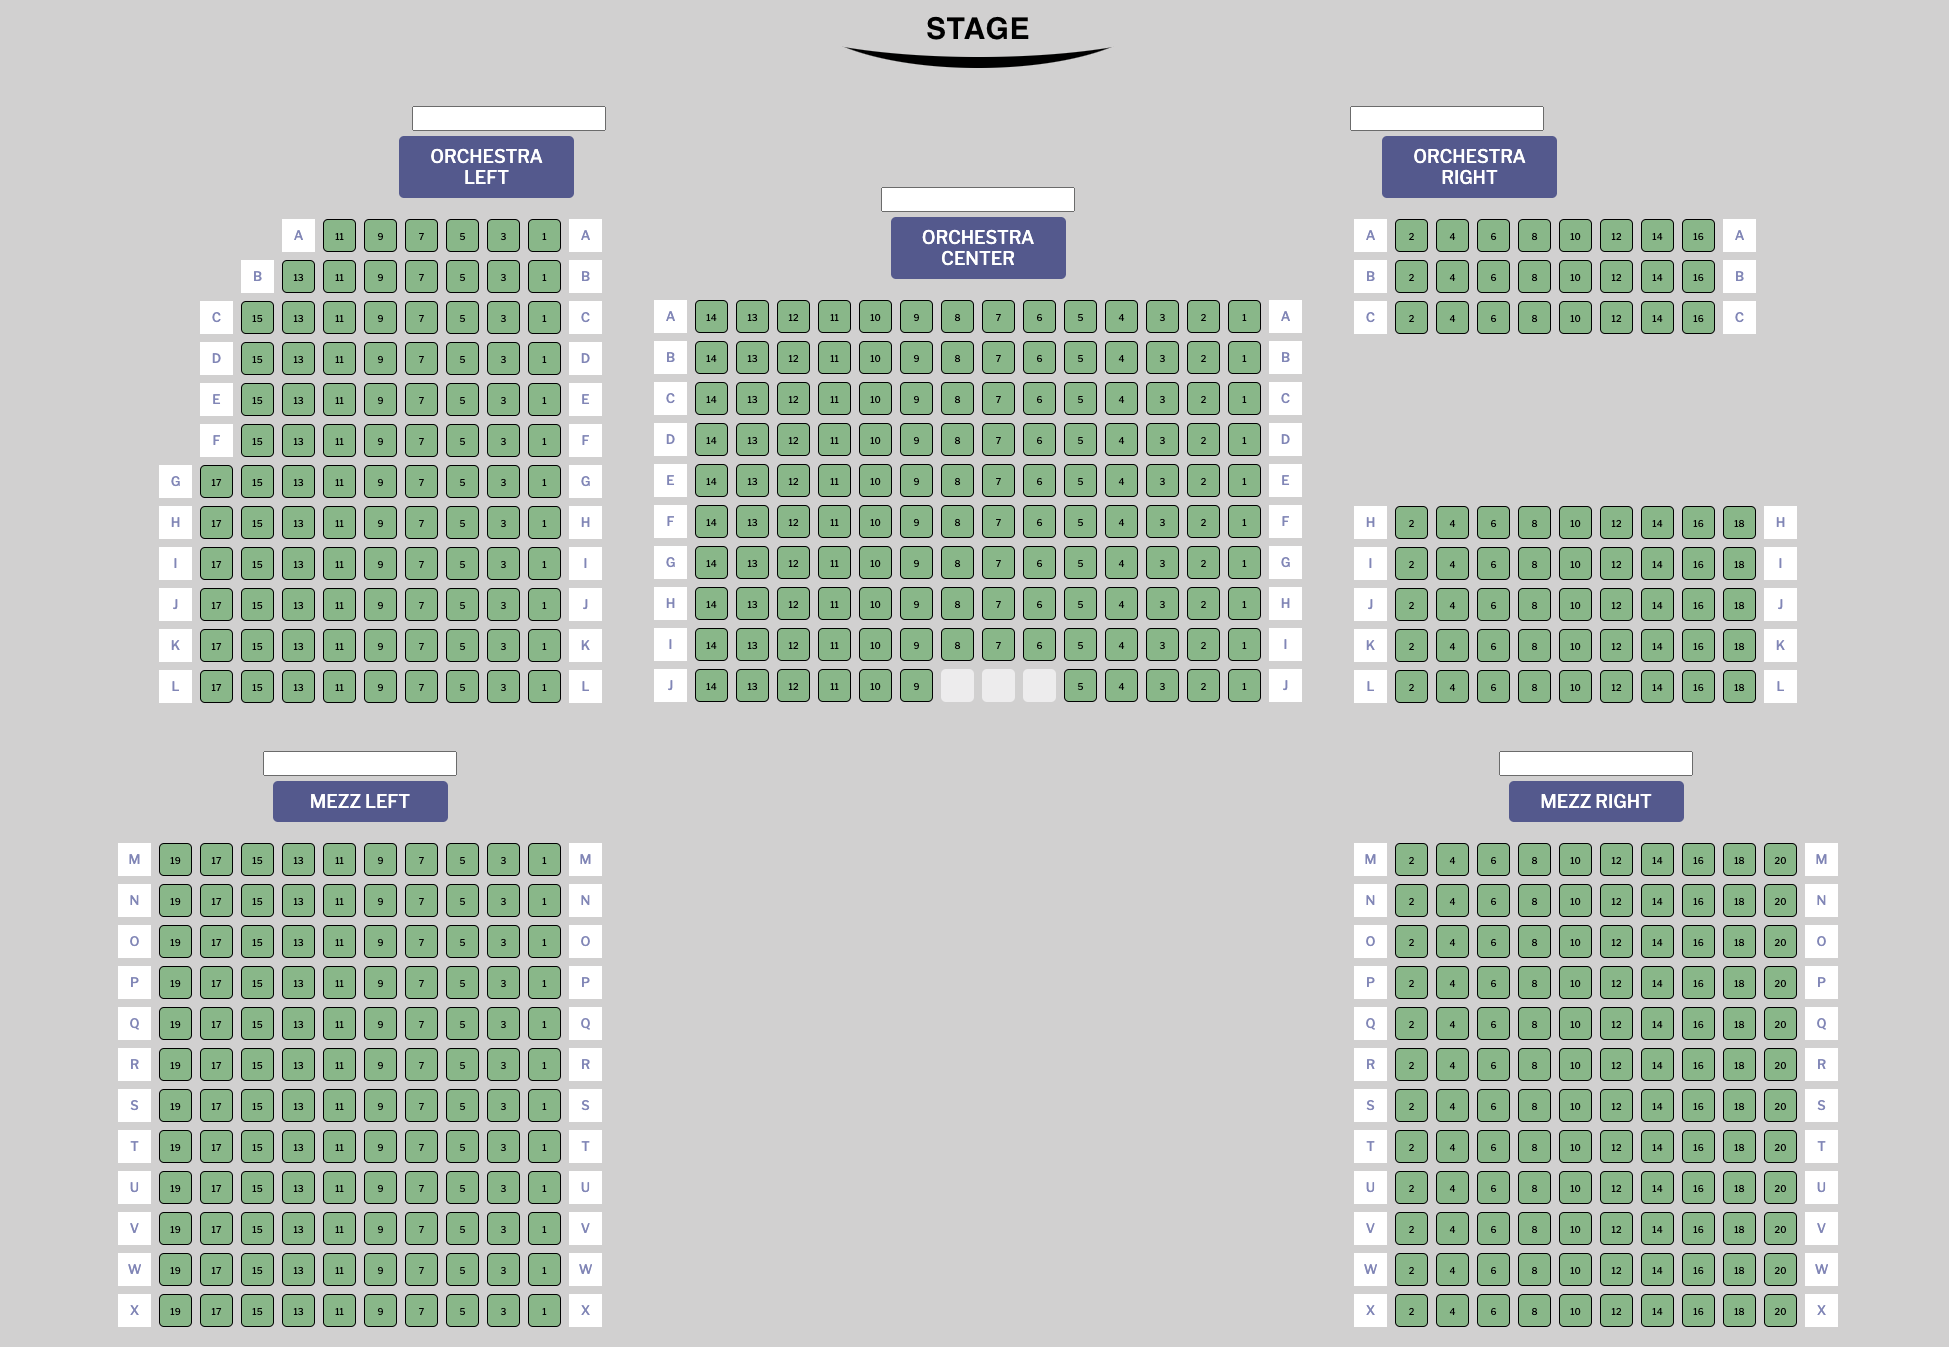 STAGE
ORCHESTRA
LEFT
A 11 9 7 5 3 1 A
B 13 11 9 7 5 3 1 B
C 15 13 11 9 7 5 3 1 C
D 15 13 11 9 7 5 3 1 D
E 15 13 11 9 7 5 3 1 E
F 15 13 11 9 7 5 3 1 F
G 17 15 13 11 9 7 5 3 1 G
H 17 15 13 11 9 7 5 3 1 H
I 17 15 13 11 9 7 5 3 1 I
J 17 15 13 11 9 7 5 3 1 J
K 17 15 13 11 9 7 5 3 1 K
L 17 15 13 11 9 7 5 3 1 L
ORCHESTRA
CENTER
A 14 13 12 11 10 9 8 7 6 5 4 3 2 1 A
B 14 13 12 11 10 9 8 7 6 5 4 3 2 1 B
C 14 13 12 11 10 9 8 7 6 5 4 3 2 1 C
D 14 13 12 11 10 9 8 7 6 5 4 3 2 1 D
E 14 13 12 11 10 9 8 7 6 5 4 3 2 1 E
F 14 13 12 11 10 9 8 7 6 5 4 3 2 1 F
G 14 13 12 11 10 9 8 7 6 5 4 3 2 1 G
H 14 13 12 11 10 9 8 7 6 5 4 3 2 1 H
I 14 13 12 11 10 9 8 7 6 5 4 3 2 1 I
J 14 13 12 11 10 9 5 4 3 2 1 J
ORCHESTRA
RIGHT
A 2 4 6 8 10 12 14 16 A
B 2 4 6 8 10 12 14 16 B
C 2 4 6 8 10 12 14 16 C
H 2 4 6 8 10 12 14 16 18 H
I 2 4 6 8 10 12 14 16 18 I
J 2 4 6 8 10 12 14 16 18 J
K 2 4 6 8 10 12 14 16 18 K
L 2 4 6 8 10 12 14 16 18 L
MEZZ LEFT
M 19 17 15 13 11 9 7 5 3 1 M
N 19 17 15 13 11 9 7 5 3 1 N
O 19 17 15 13 11 9 7 5 3 1 O
P 19 17 15 13 11 9 7 5 3 1 P
Q 19 17 15 13 11 9 7 5 3 1 Q
R 19 17 15 13 11 9 7 5 3 1 R
S 19 17 15 13 11 9 7 5 3 1 S
T 19 17 15 13 11 9 7 5 3 1 T
U 19 17 15 13 11 9 7 5 3 1 U
V 19 17 15 13 11 9 7 5 3 1 V
W 19 17 15 13 11 9 7 5 3 1 W
X 19 17 15 13 11 9 7 5 3 1 X
MEZZ RIGHT
M 2 4 6 8 10 12 14 16 18 20 M
N 2 4 6 8 10 12 14 16 18 20 N
O 2 4 6 8 10 12 14 16 18 20 O
P 2 4 6 8 10 12 14 16 18 20 P
Q 2 4 6 8 10 12 14 16 18 20 Q
R 2 4 6 8 10 12 14 16 18 20 R
S 2 4 6 8 10 12 14 16 18 20 S
T 2 4 6 8 10 12 14 16 18 20 T
U 2 4 6 8 10 12 14 16 18 20 U
V 2 4 6 8 10 12 14 16 18 20 V
W 2 4 6 8 10 12 14 16 18 20 W
X 2 4 6 8 10 12 14 16 18 20 X